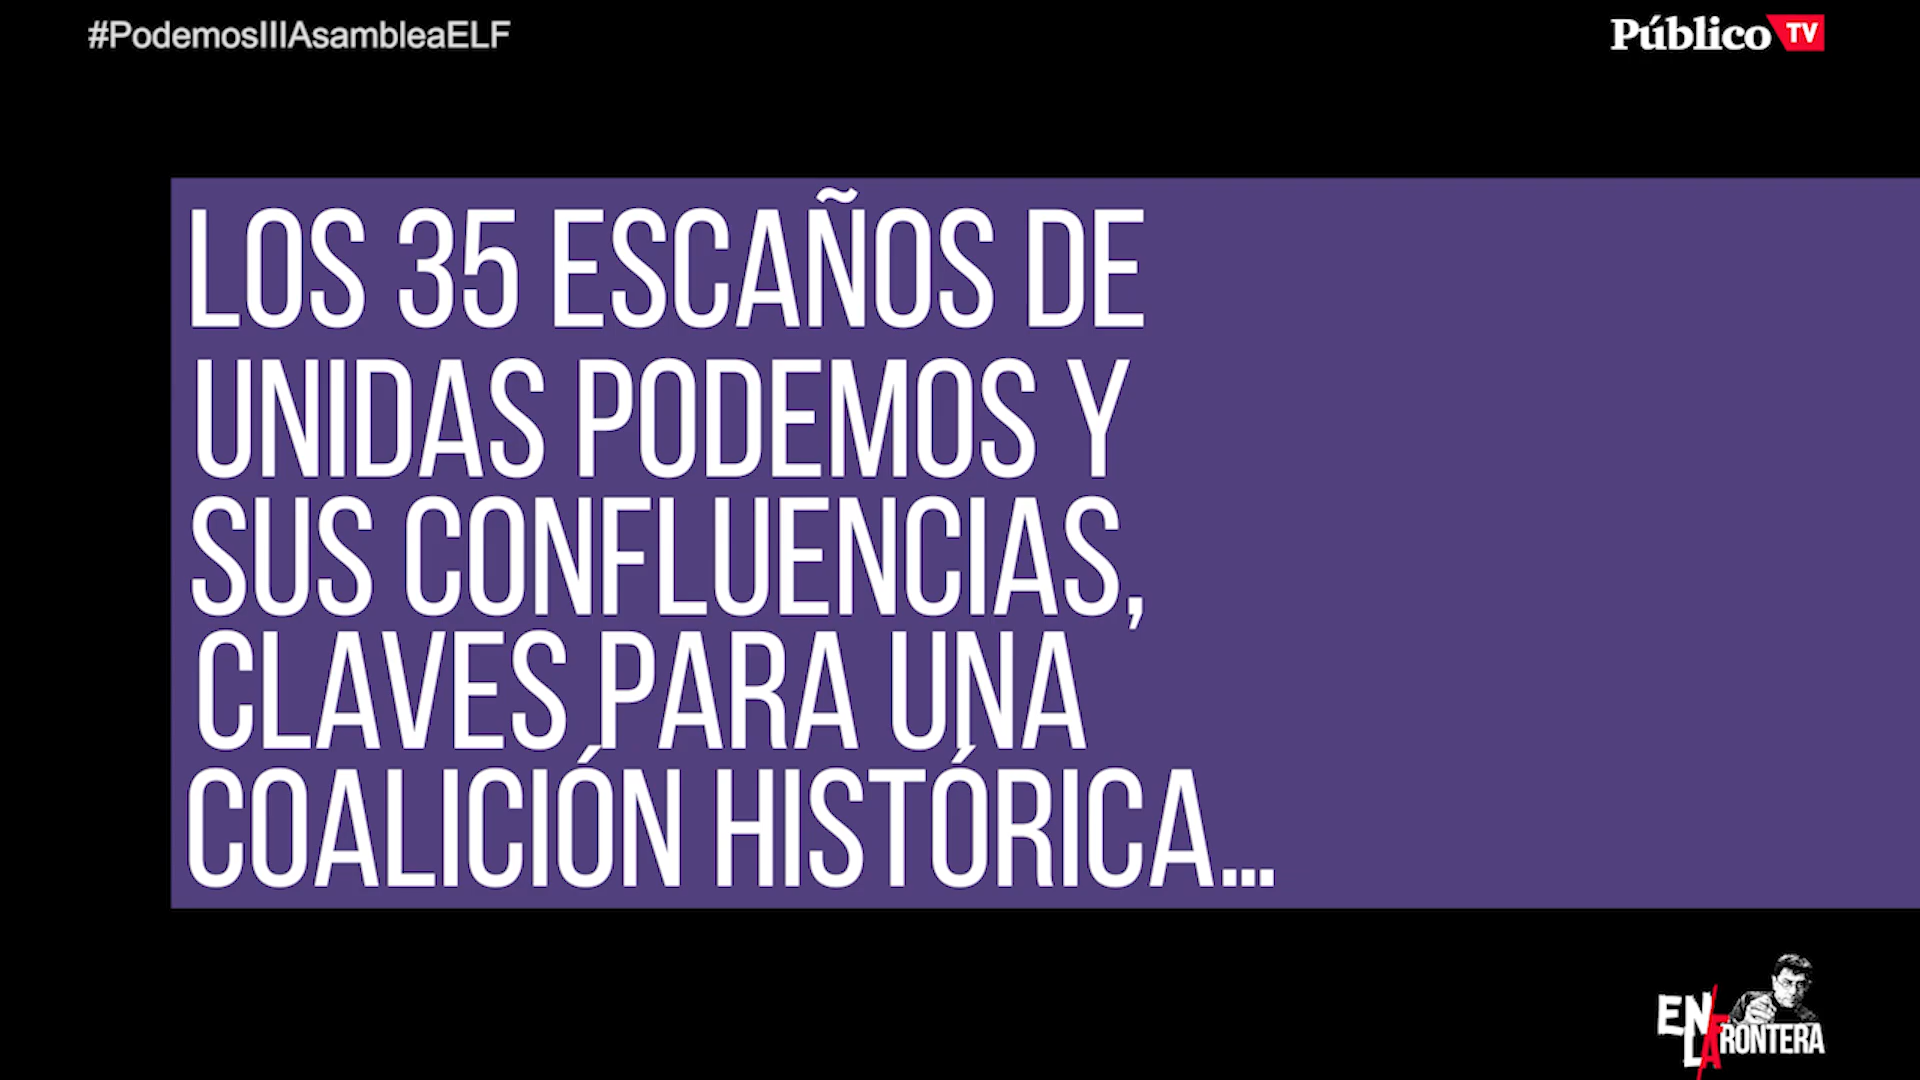 #PodemosIIIAsambleaELF
Público TV
LOS 35 ESCAÑOS DE
UNIDAS PODEMOS Y
SUS CONFLUENCIAS,
CLAVES PARA UNA
COALICIÓN HISTÓRICA...
EN
LA FRONTERA